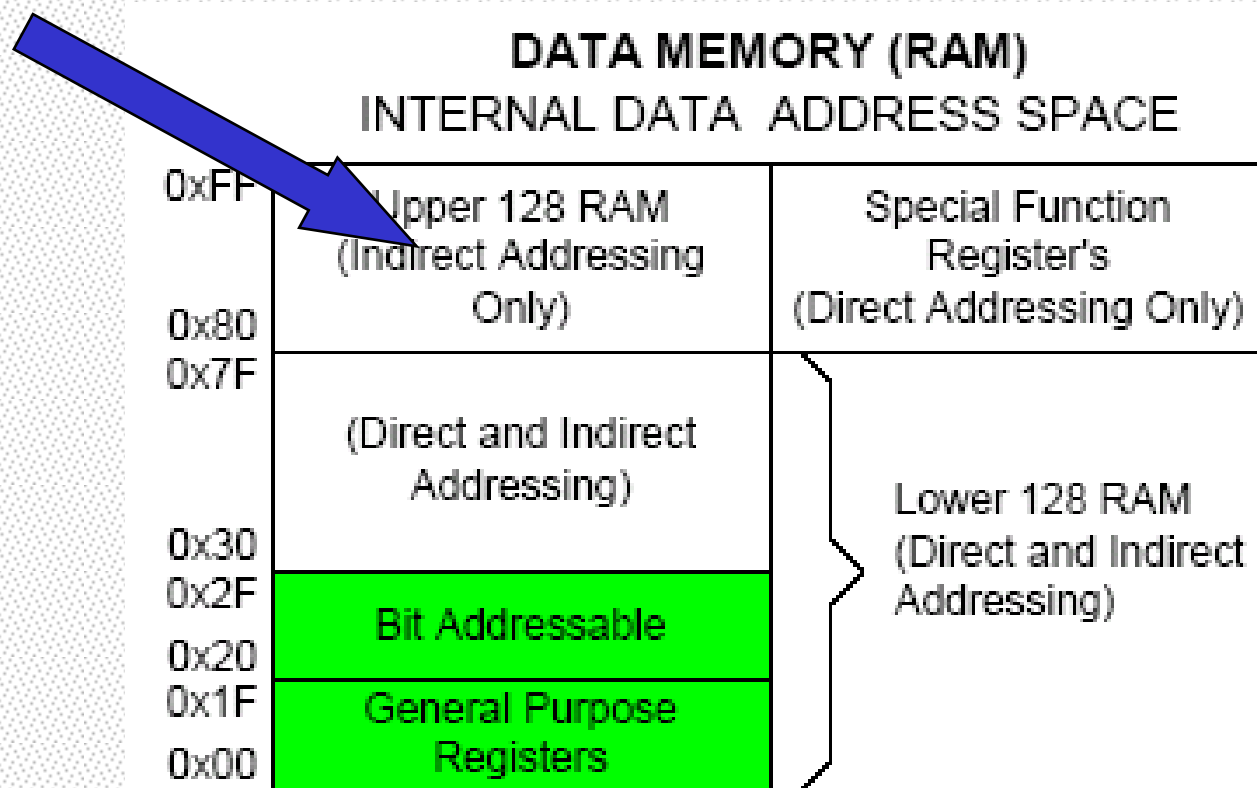 DATA MEMORY (RAM)
INTERNAL DATA ADDRESS SPACE
0xFF
Upper 128 RAM
(Indirect Addressing
Only)
0x80
Special Function
Register's
(Direct Addressing Only)
0x7F
(Direct and Indirect
Addressing)
0x30
Lower 128 RAM
(Direct and Indirect
Addressing)
0x2F
Bit Addressable
0x20
0x1F
General Purpose
Registers
0x00